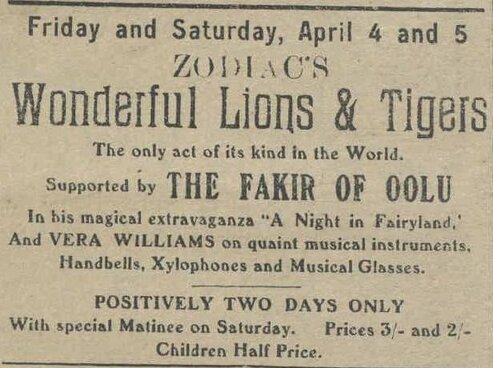 Friday and Saturday, April 4 and 5
ZODIAC'S
Wonderful Lions & Tigers
The only act of its kind in the World.
Supported by THE FAKIR OF OOLU
In his magical extravaganza "A Night in Fairyland,'
And VERA WILLIAMS on quaint musical instruments,
Handbells, Xylophones and Musical Glasses.
POSITIVELY TWO DAYS ONLY
With special Matinee on Saturday. Prices 3/- and 2/-
Children Half Price.